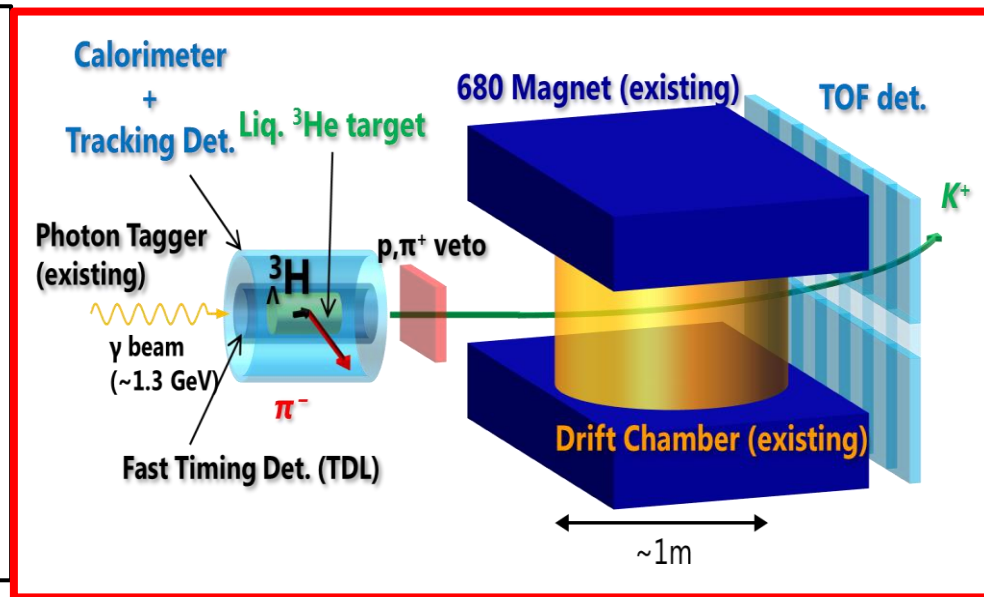 Calorimeter
+
Tracking Det.
Liq. ³He target
680 Magnet (existing)
TOF det.
K⁺
Photon Tagger
(existing)
³ΛH
p,π⁺ veto
γ beam
(~1.3 GeV)
π⁻
Fast Timing Det. (TDL)
Drift Chamber (existing)
~1m